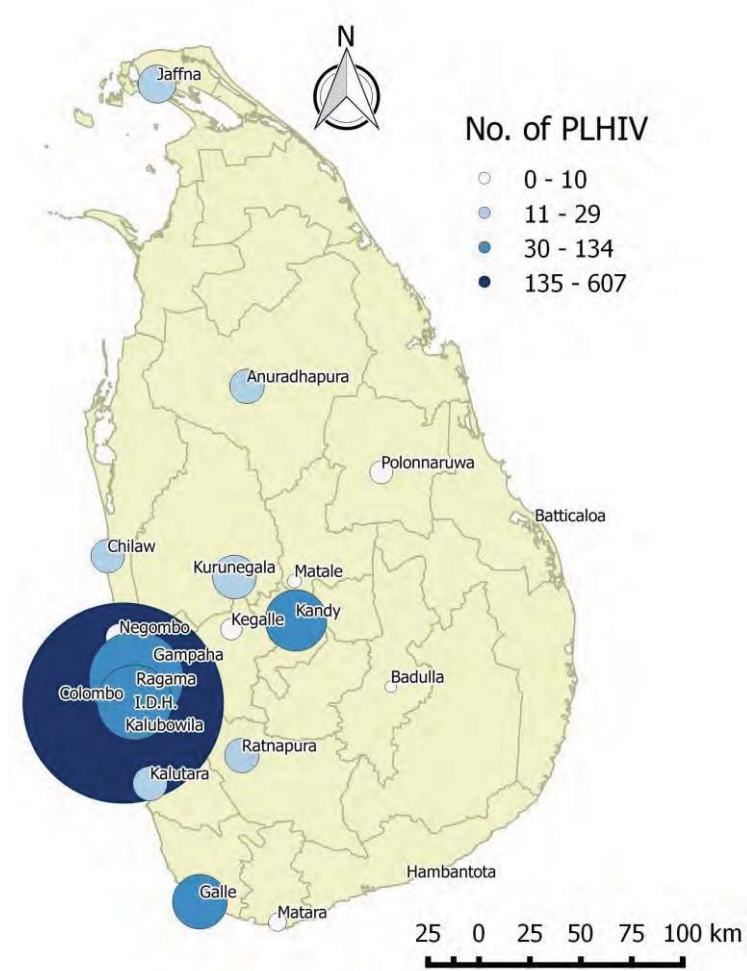 N
Jaffna
No. of PLHIV
0 - 10
11 - 29
30 - 134
135 - 607
Anuradhapura
Polonnaruwa
Batticaloa
Chilaw
Kurunegala
Matale
Kandy
Kegalle
Negombo
Gampaha
Ragama
Colombo
I.D.H.
Kalubowila
Badulla
Ratnapura
Kalutara
Hambantota
Galle
Matara
25 0 25 50 75 100 km